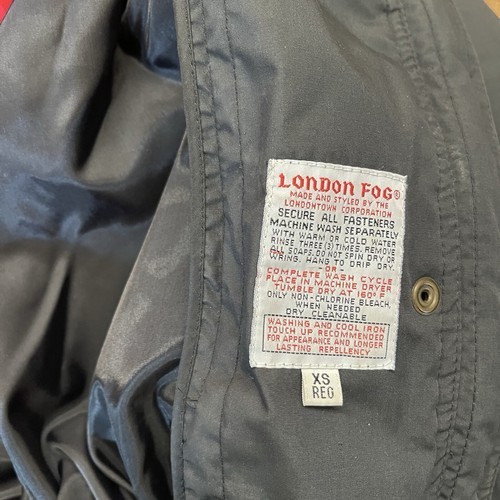 LONDON FOG®
MADE AND STYLED BY THE
LONDONTOWN CORPORATION
SECURE ALL FASTENERS
MACHINE WASH SEPARATELY
WITH WARM OR COLD WATER
RINSE THREE (3) TIMES. REMOVE
ALL SOAPS. DO NOT SPIN DRY OR
WRING. HANG TO DRIP DRY.
-OR-
COMPLETE WASH CYCLE
PLACE IN MACHINE DRYER
TUMBLE DRY AT 160° F
ONLY NON-CHLORINE BLEACH,
WHEN NEEDED
DRY CLEANABLE
WASHING AND COOL IRON
TOUCH UP RECOMMENDED
FOR APPEARANCE AND LONGER
LASTING REPELLENCY
XS
REG